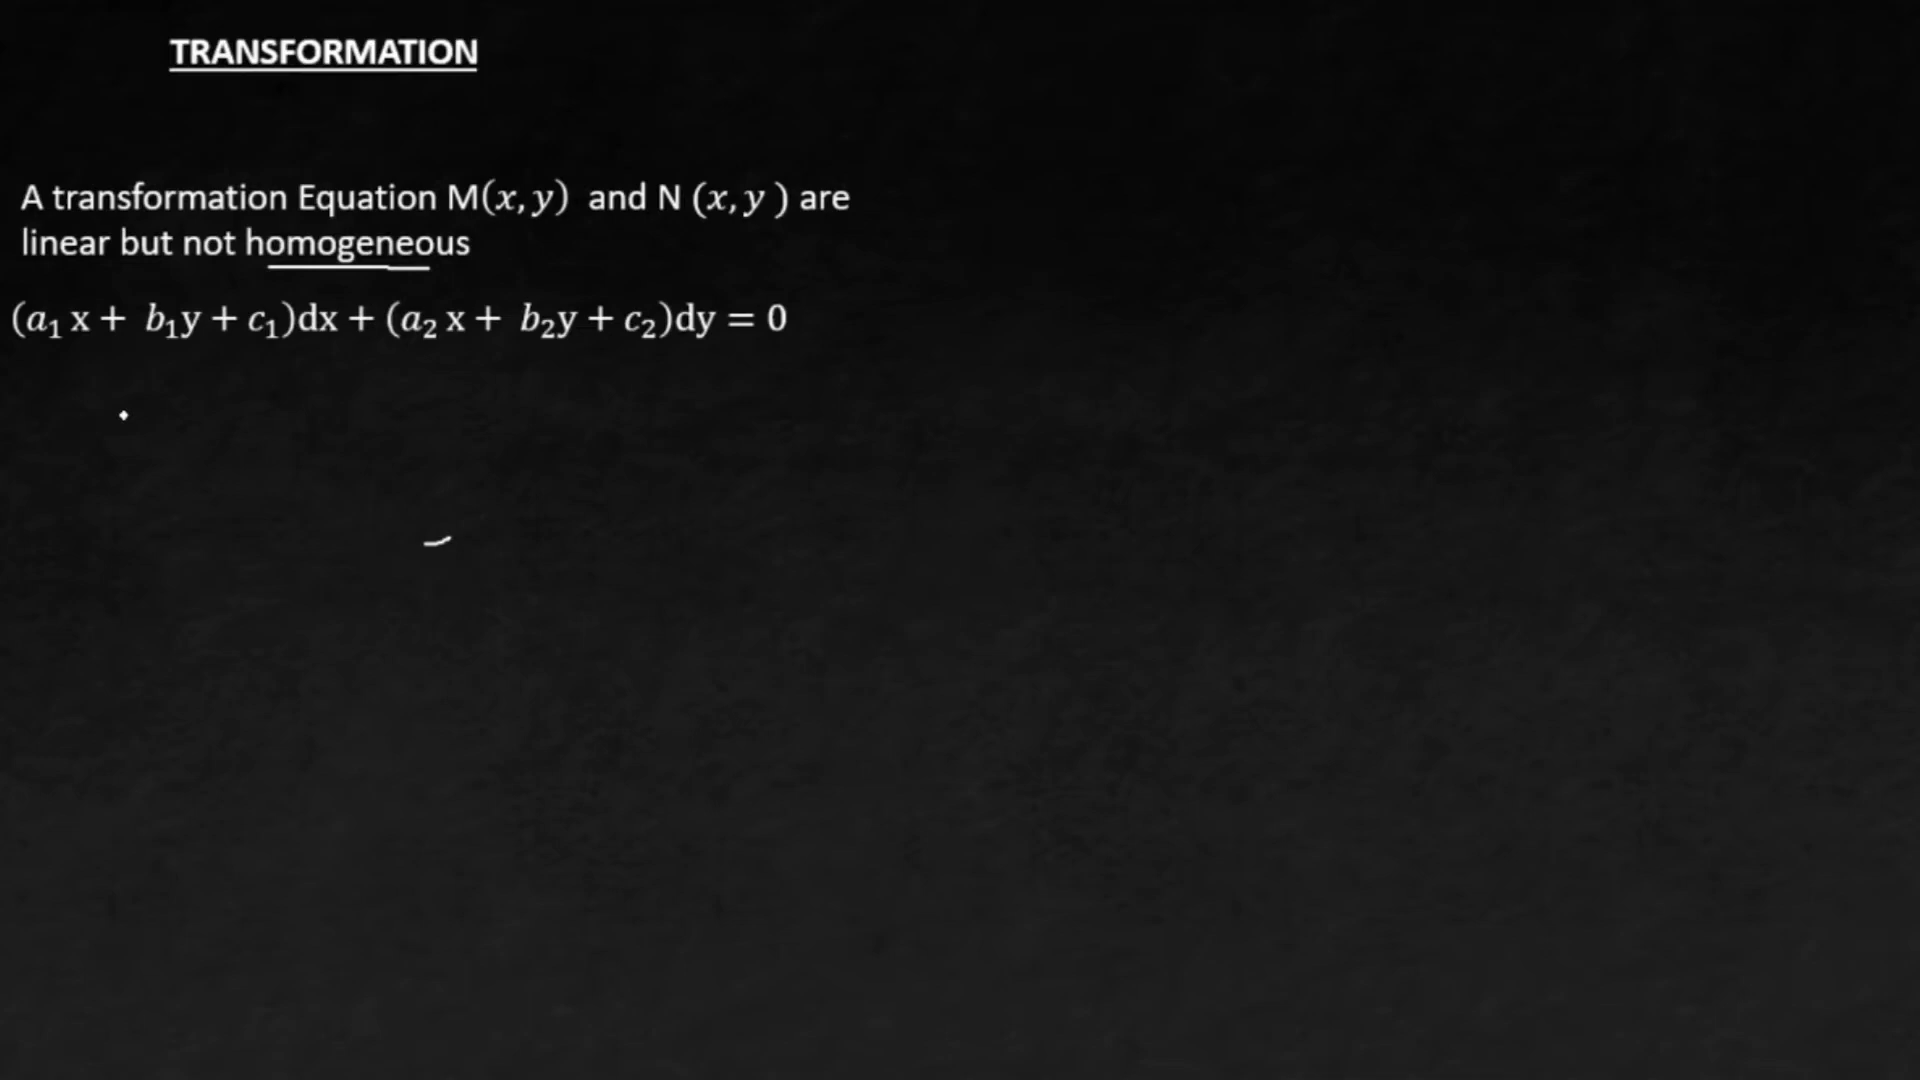 TRANSFORMATION
A transformation Equation M(x, y) and N (x, y ) are
linear but not homogeneous
(a₁ x + b₁y + c₁)dx + (a₂ x + b₂y + c₂)dy = 0